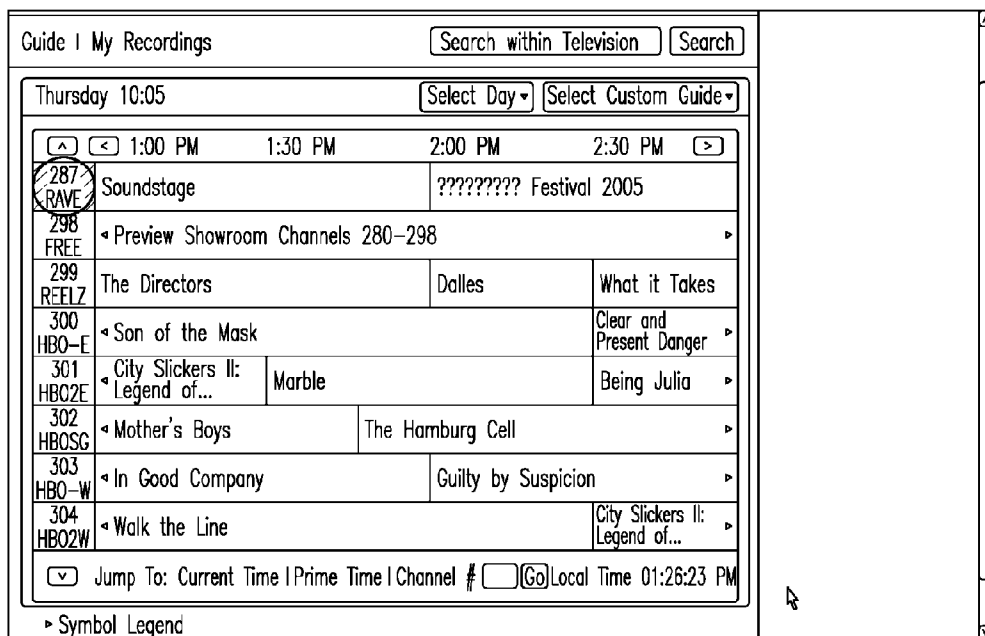 Guide | My Recordings Search within Television Search
Thursday 10:05 Select Day Select Custom Guide
1:00 PM 1:30 PM 2:00 PM 2:30 PM
287 RAVE Soundstage ????????? Festival 2005
298 FREE Preview Showroom Channels 280-298
299 REELZ The Directors Dalles What it Takes
300 HBO-E Son of the Mask Clear and Present Danger
301 HBO2E City Slickers II: Legend of... Marble Being Julia
302 HBOSG Mother's Boys The Hamburg Cell
303 HBO-W In Good Company Guilty by Suspicion
304 HBO2W Walk the Line City Slickers II: Legend of...
Jump To: Current Time | Prime Time | Channel # Go Local Time 01:26:23 PM
Symbol Legend